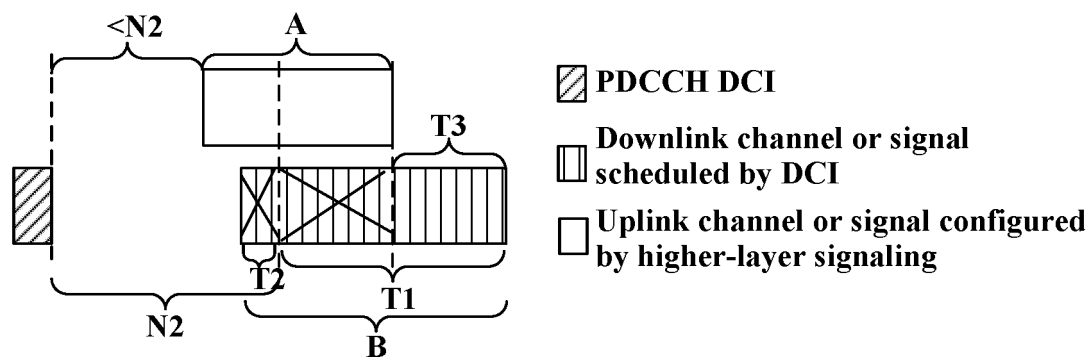 <N2
A
T3
T2
T1
N2
B
PDCCH DCI
Downlink channel or signal
scheduled by DCI
Uplink channel or signal configured
by higher-layer signaling